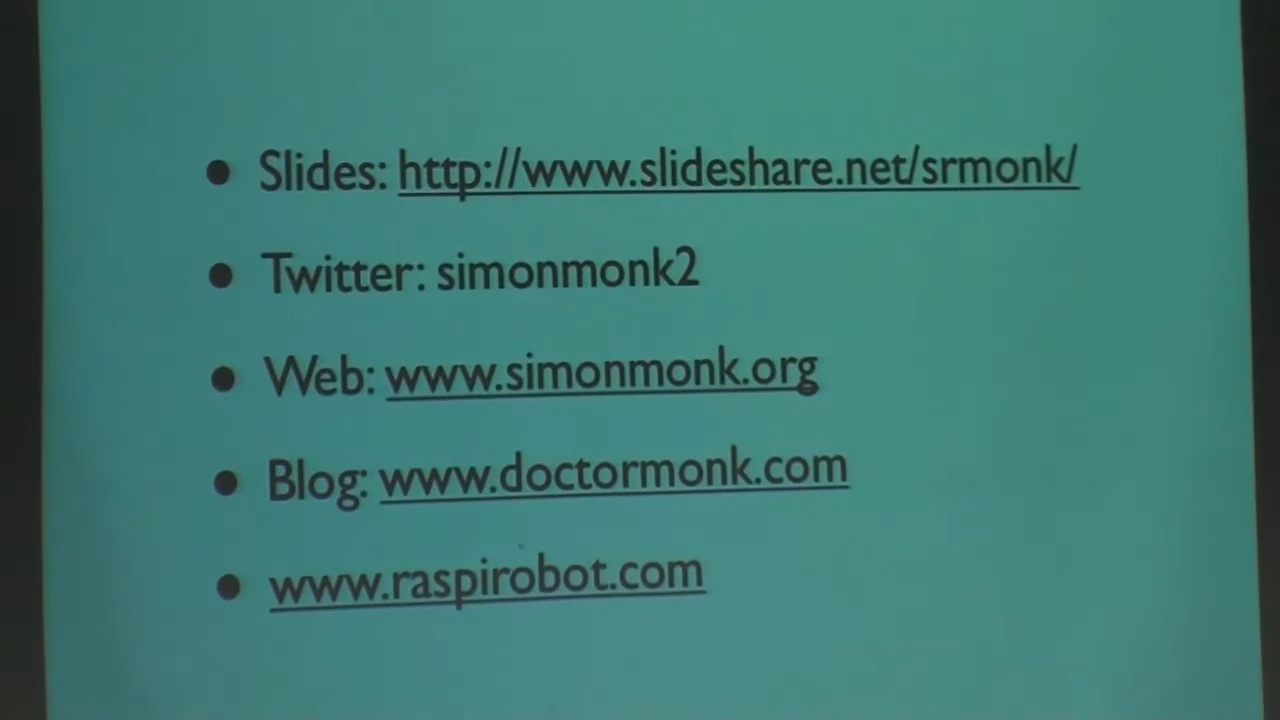 • Slides: http://www.slideshare.net/srmonk/
• Twitter: simonmonk2
• Web: www.simonmonk.org
• Blog: www.doctormonk.com
• www.raspirobot.com